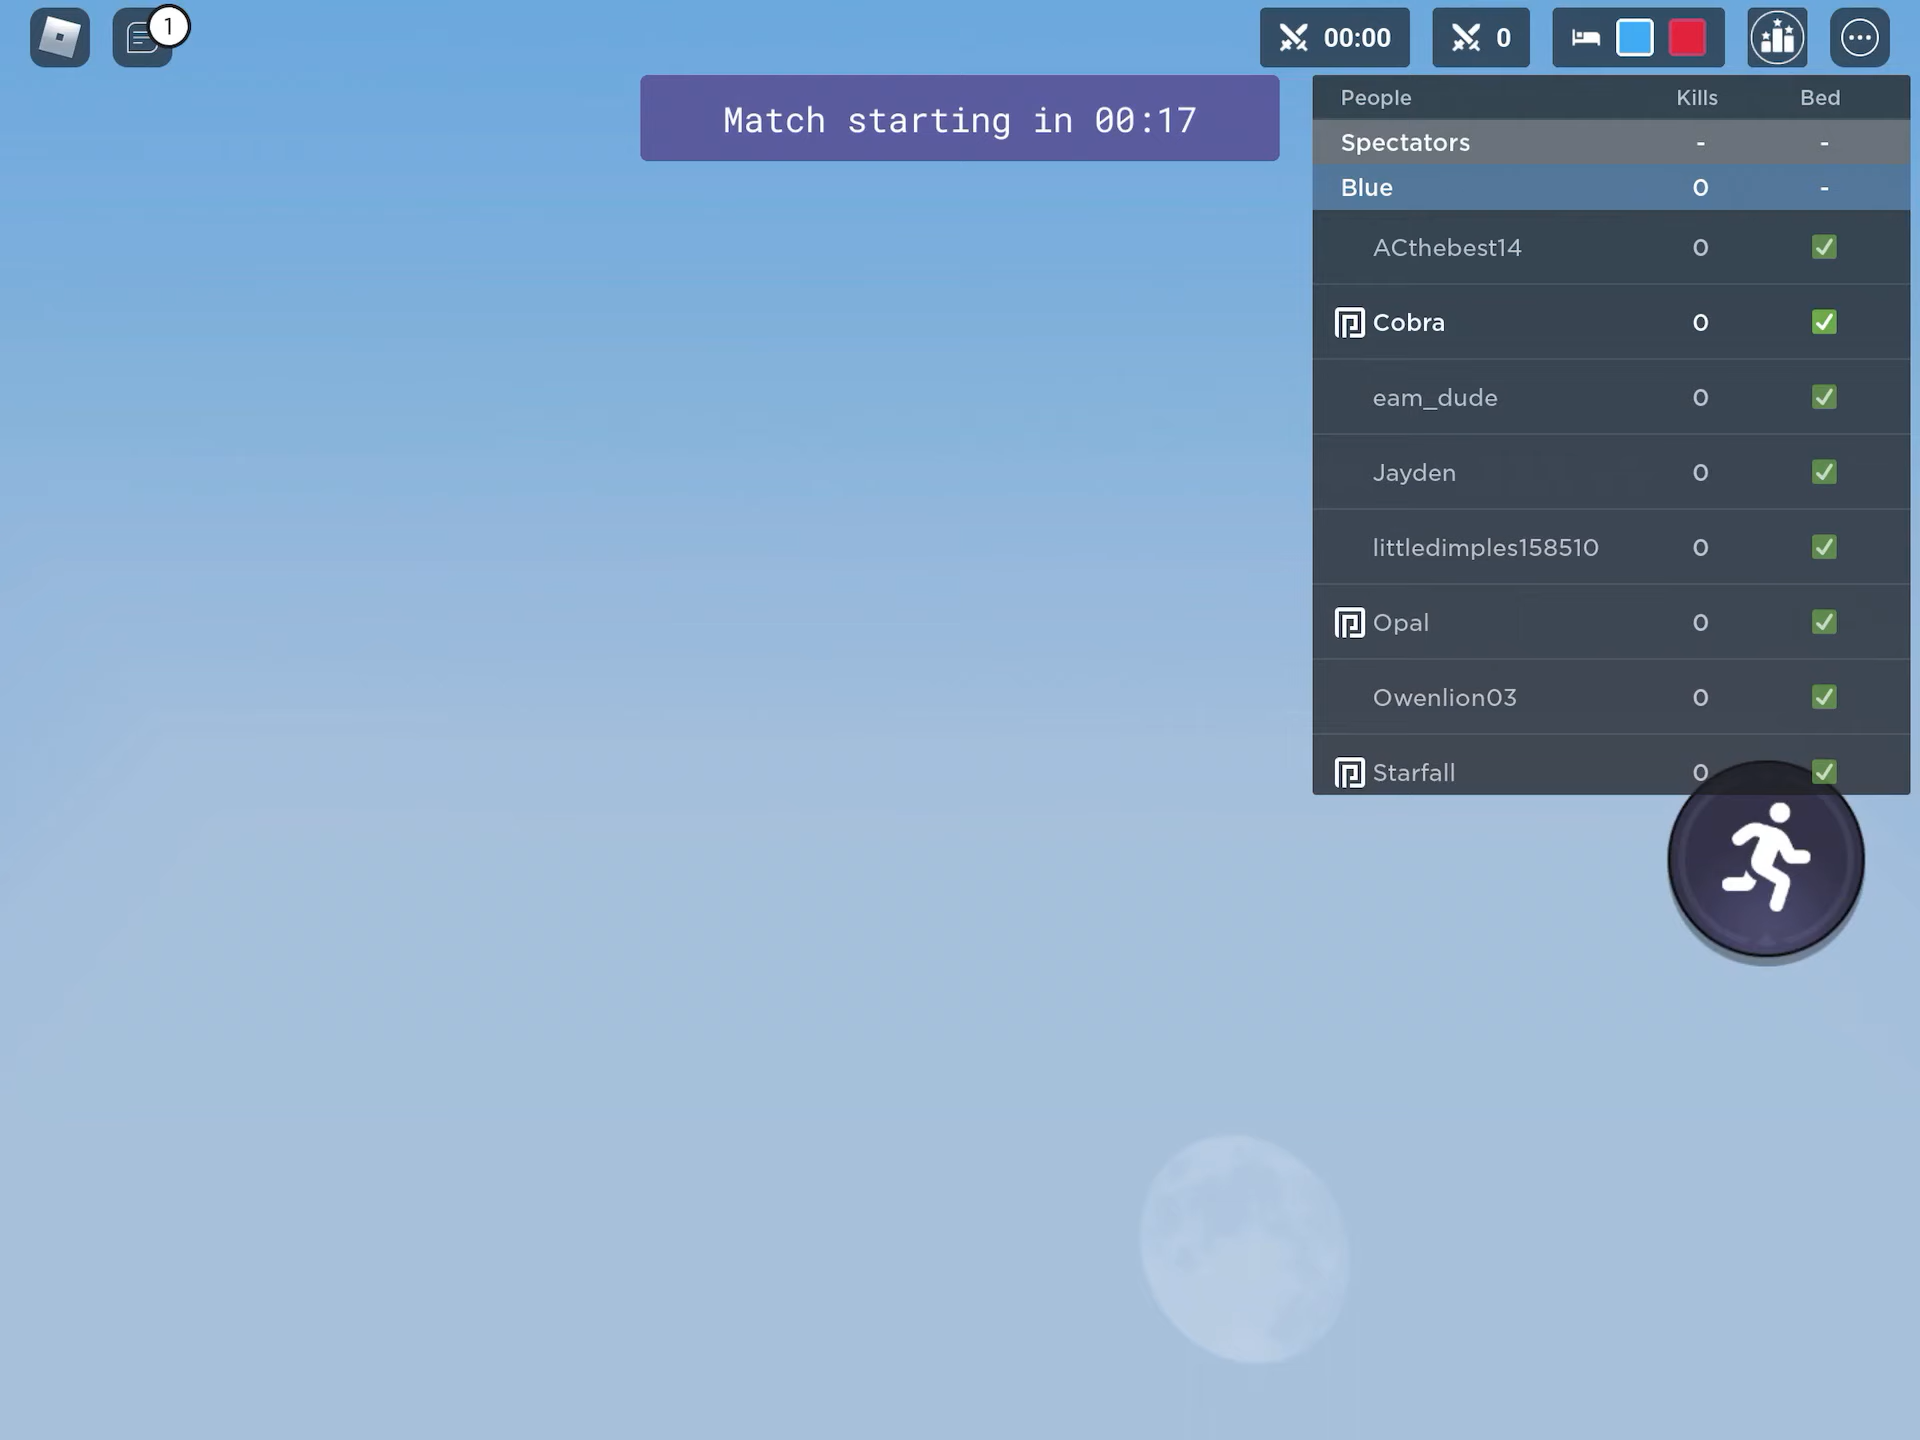 1
00:00
0
Match starting in 00:17
People Kills Bed
Spectators - -
Blue 0 -
ACthebest14 0
Cobra 0
eam_dude 0
Jayden 0
littledimples158510 0
Opal 0
Owenlion03 0
Starfall 0